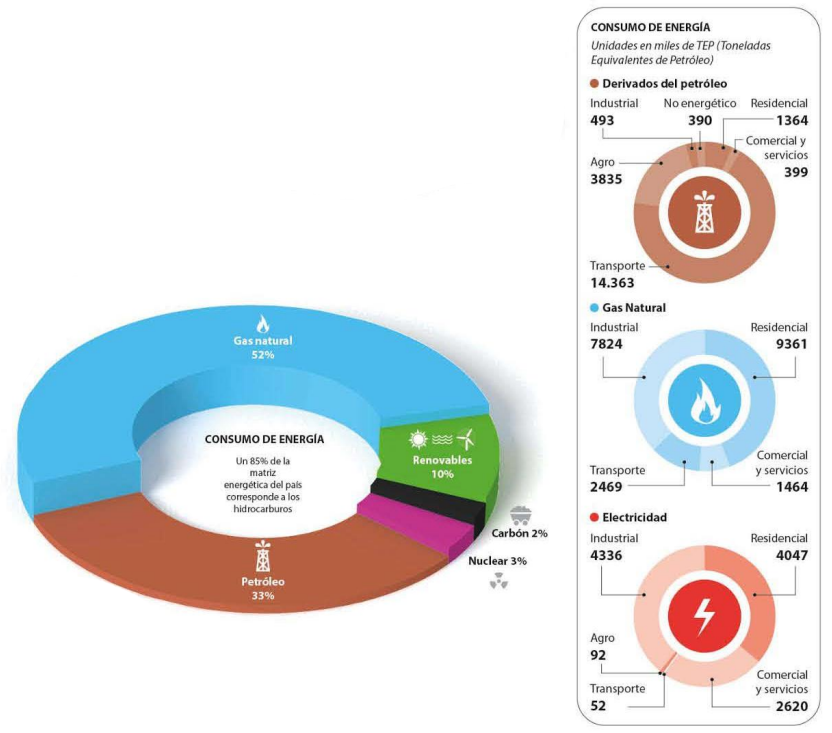 Gas natural
52%
CONSUMO DE ENERGÍA
Un 85% de la
matriz
energética del país
corresponde a los
hidrocarburos
Renovables
10%
Carbón 2%
Nuclear 3%
Petróleo
33%
CONSUMO DE ENERGÍA
Unidades en miles de TEP (Toneladas
Equivalentes de Petróleo)
Derivados del petróleo
Industrial
493
No energético
390
Residencial
1364
Comercial y
servicios
399
Agro
3835
Transporte
14.363
Gas Natural
Industrial
7824
Residencial
9361
Transporte
2469
Comercial
y servicios
1464
Electricidad
Industrial
4336
Residencial
4047
Agro
92
Transporte
52
Comercial
y servicios
2620